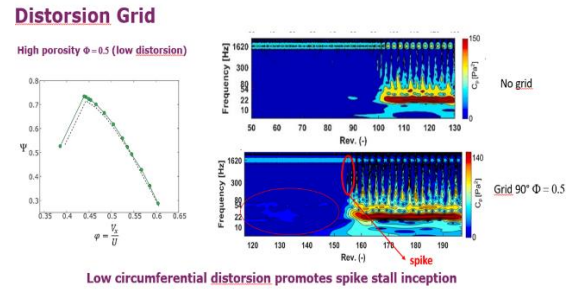 Distorsion Grid
High porosity Φ = 0.5 (low distorsion)
0.8
0.7
0.6
Ψ
0.5
0.4
0.3
0.35 0.4 0.45 0.5 0.55 0.6 0.65
φ = Vx / U
Frequency [Hz]
1620
300
80
54
22
10
50 60 70 80 90 100 110 120 130
Rev. (-)
150
0
Cp [Pa²]
No grid
Frequency [Hz]
1620
300
80
54
22
10
120 130 140 150 160 170 180 190
Rev. (-)
140
0
Cp [Pa²]
Grid 90° Φ = 0.5
spike
Low circumferential distorsion promotes spike stall inception